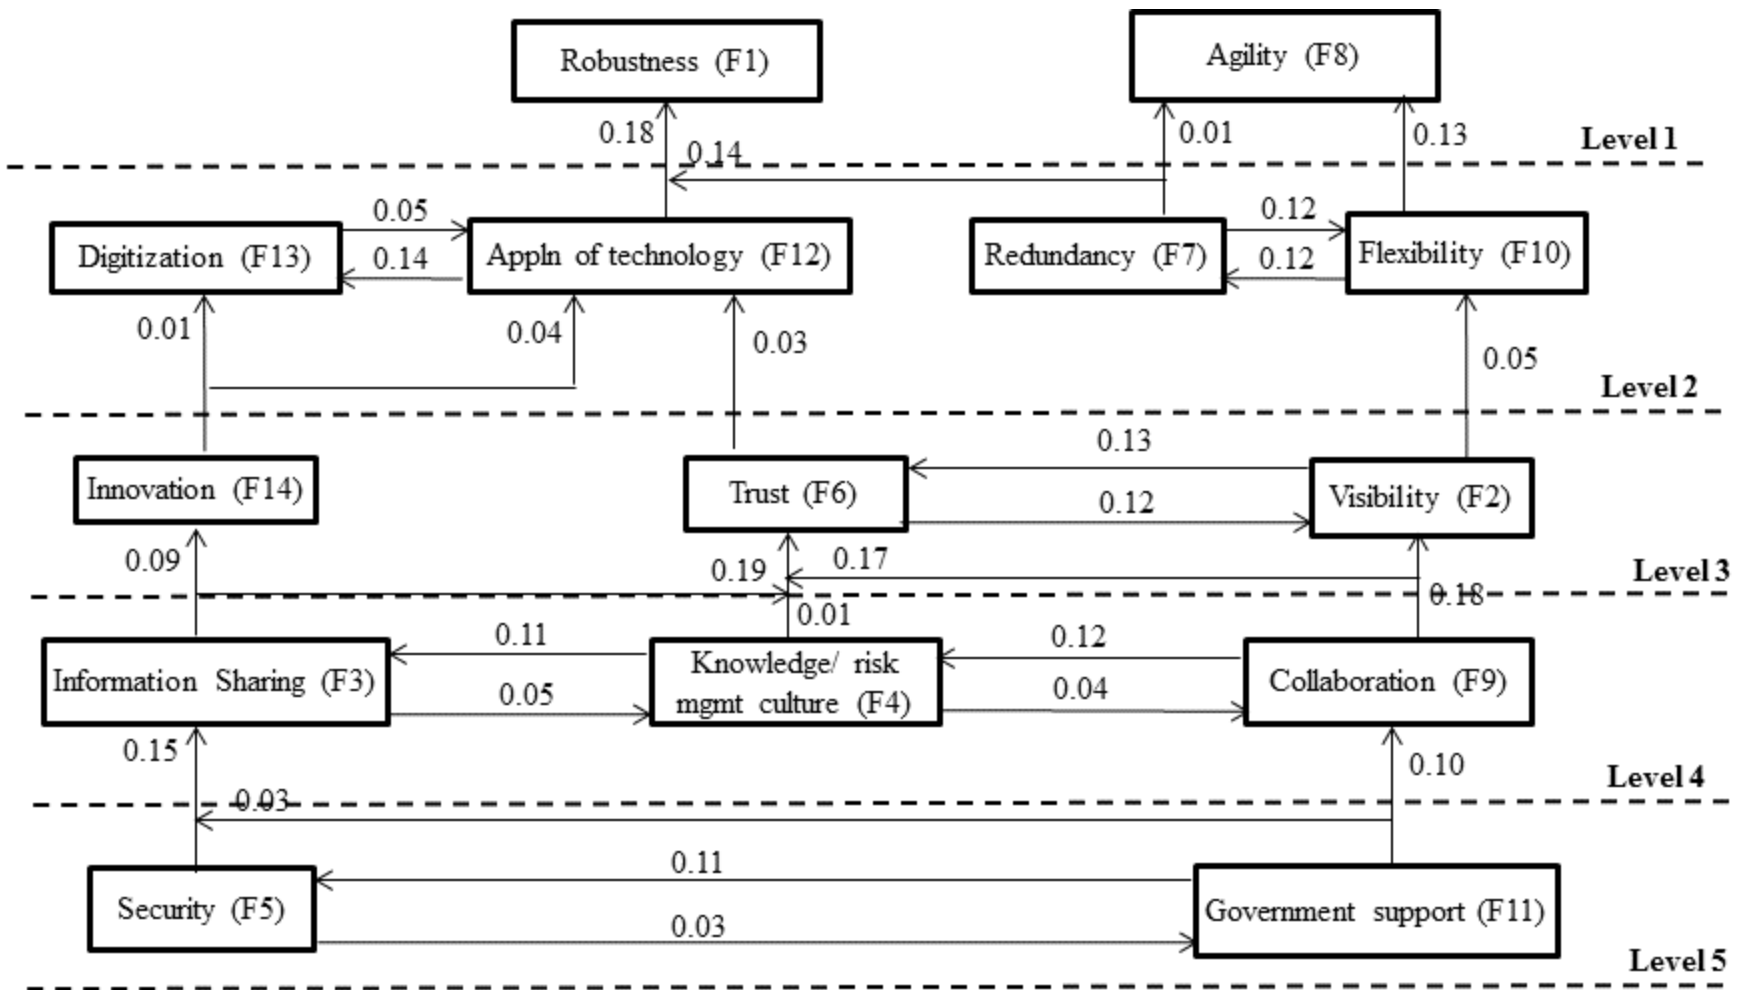 Robustness (F1)
Agility (F8)
0.18
0.01
0.13
Level 1
0.14
0.05
0.12
Digitization (F13)
Appln of technology (F12)
Redundancy (F7)
Flexibility (F10)
0.14
0.12
0.01
0.04
0.03
0.05
Level 2
0.13
Innovation (F14)
Trust (F6)
Visibility (F2)
0.12
0.09
0.19
0.17
Level 3
0.18
0.01
0.11
0.12
Information Sharing (F3)
Knowledge/ risk
mgmt culture (F4)
Collaboration (F9)
0.05
0.04
0.15
0.10
Level 4
0.03
0.11
Security (F5)
Government support (F11)
0.03
Level 5